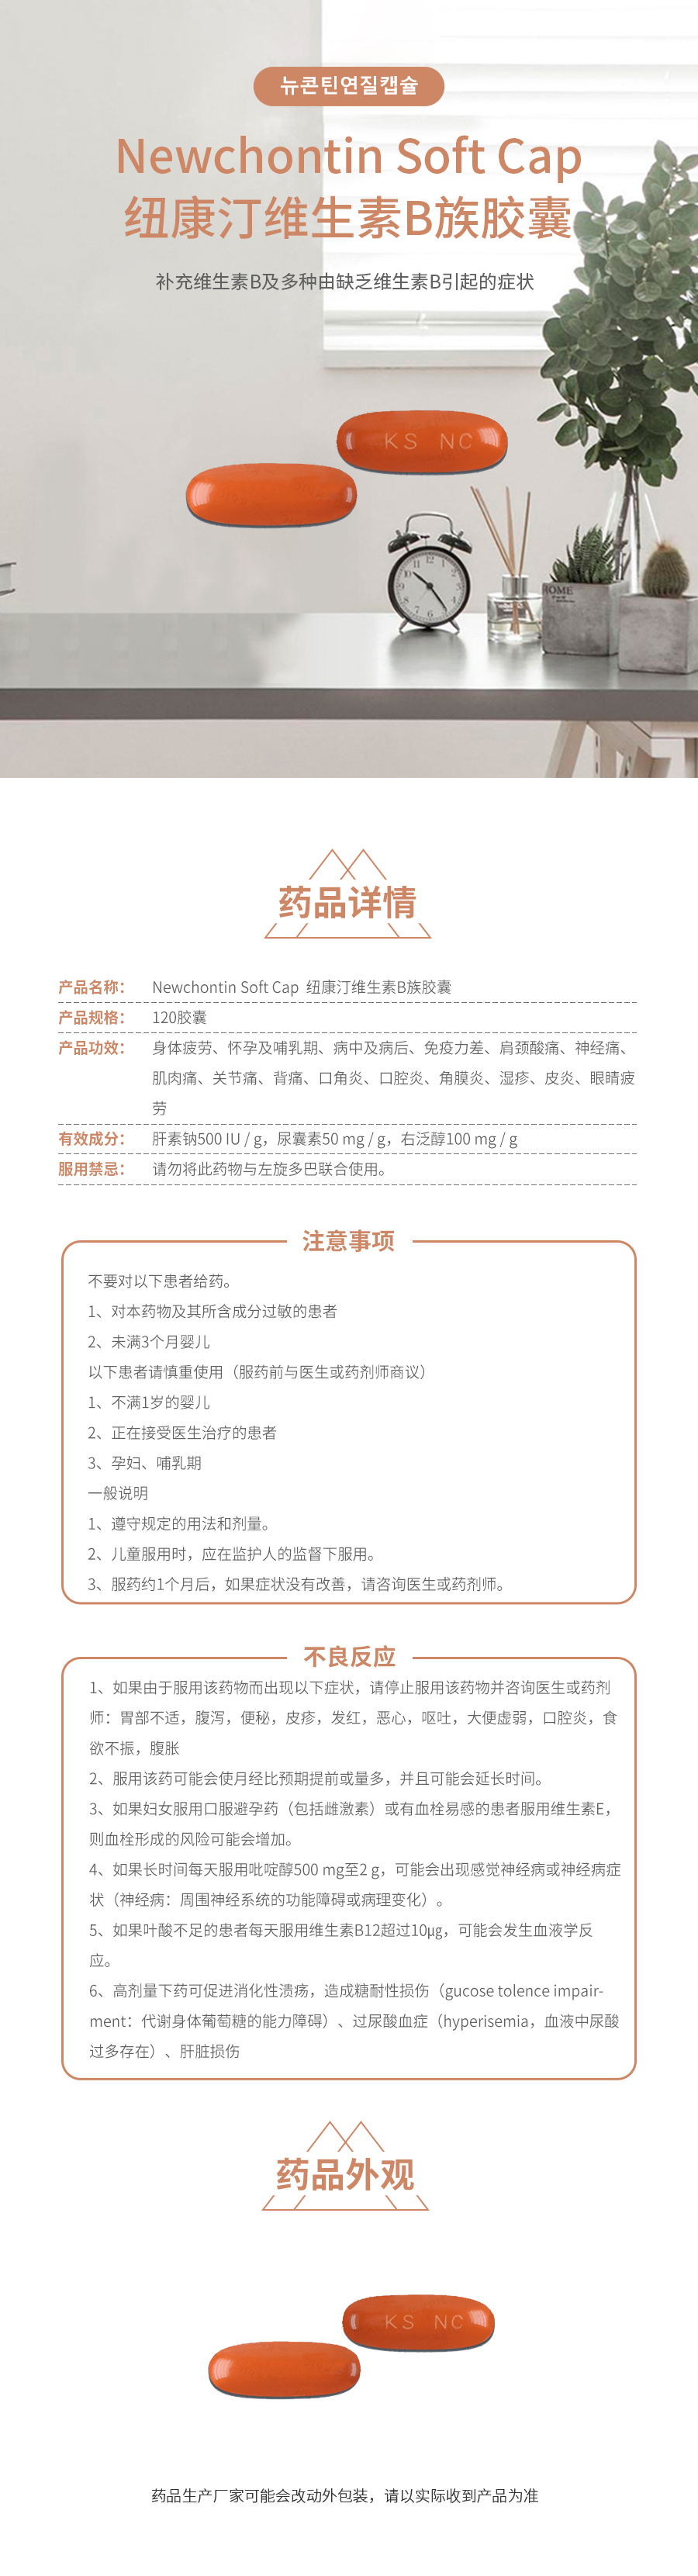 뉴콘틴연질캡슐
Newchontin Soft Cap
纽康汀维生素B族胶囊
补充维生素B及多种由缺乏维生素B引起的症状
KS NC
HOME
药品详情
产品名称： Newchontin Soft Cap 纽康汀维生素B族胶囊
产品规格： 120胶囊
产品功效： 身体疲劳、怀孕及哺乳期、病中及病后、免疫力差、肩颈酸痛、神经痛、
肌肉痛、关节痛、背痛、口角炎、口腔炎、角膜炎、湿疹、皮炎、眼睛疲
劳
有效成分： 肝素钠500 IU / g，尿囊素50 mg / g，右泛醇100 mg / g
服用禁忌： 请勿将此药物与左旋多巴联合使用。
注意事项
不要对以下患者给药。
1、对本药物及其所含成分过敏的患者
2、未满3个月婴儿
以下患者请慎重使用（服药前与医生或药剂师商议）
1、不满1岁的婴儿
2、正在接受医生治疗的患者
3、孕妇、哺乳期
一般说明
1、遵守规定的用法和剂量。
2、儿童服用时，应在监护人的监督下服用。
3、服药约1个月后，如果症状没有改善，请咨询医生或药剂师。
不良反应
1、如果由于服用该药物而出现以下症状，请停止服用该药物并咨询医生或药剂
师：胃部不适，腹泻，便秘，皮疹，发红，恶心，呕吐，大便虚弱，口腔炎，食
欲不振，腹胀
2、服用该药可能会使月经比预期提前或量多，并且可能会延长时间。
3、如果妇女服用口服避孕药（包括雌激素）或有血栓易感的患者服用维生素E，
则血栓形成的风险可能会增加。
4、如果长时间每天服用吡啶醇500 mg至2 g，可能会出现感觉神经病或神经病症
状（神经病：周围神经系统的功能障碍或病理变化）。
5、如果叶酸不足的患者每天服用维生素B12超过10μg，可能会发生血液学反
应。
6、高剂量下药可促进消化性溃疡，造成糖耐性损伤（gucose tolence impair-
ment：代谢身体葡萄糖的能力障碍）、过尿酸血症（hyperisemia，血液中尿酸
过多存在）、肝脏损伤
药品外观
KS NC
药品生产厂家可能会改动外包装，请以实际收到产品为准